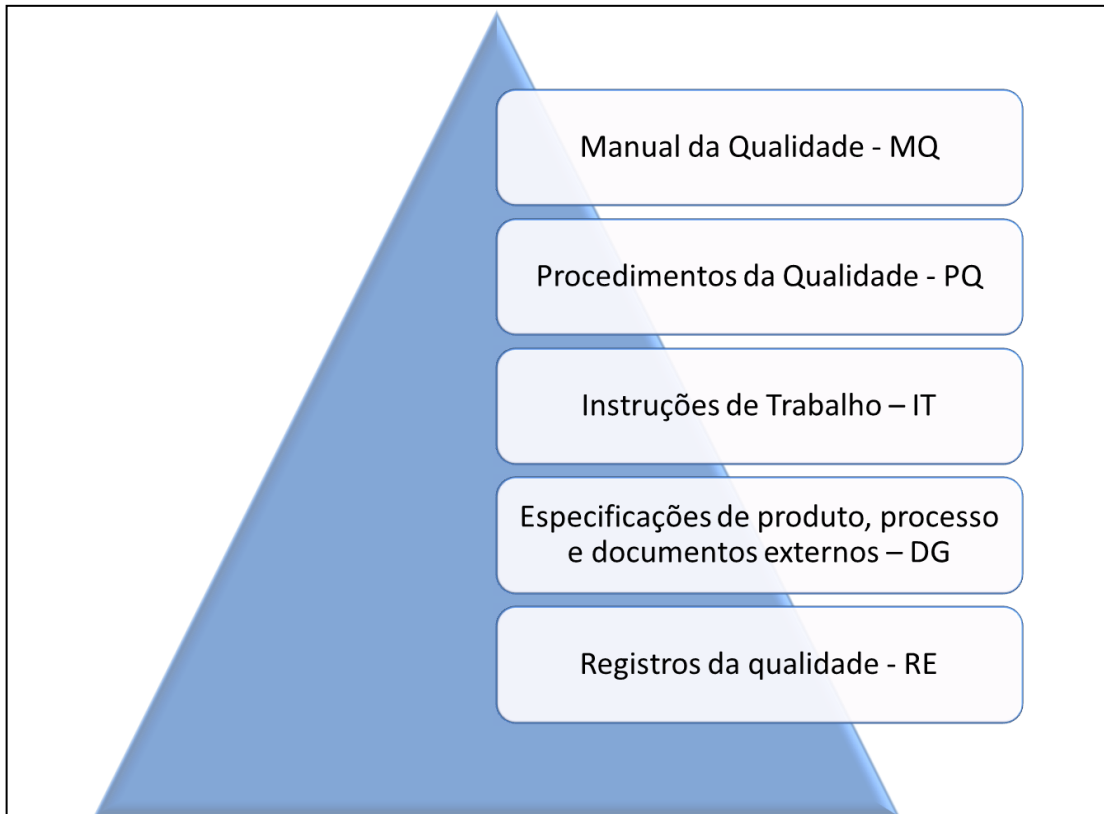 Manual da Qualidade - MQ
Procedimentos da Qualidade - PQ
Instruções de Trabalho – IT
Especificações de produto, processo
e documentos externos – DG
Registros da qualidade - RE